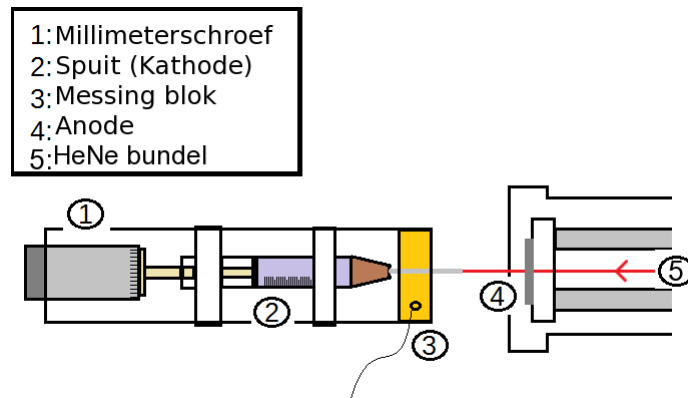 1:Millimeterschroef
2:Spuit (Kathode)
3:Messing blok
4:Anode
5:HeNe bundel
1
5
4
2
3